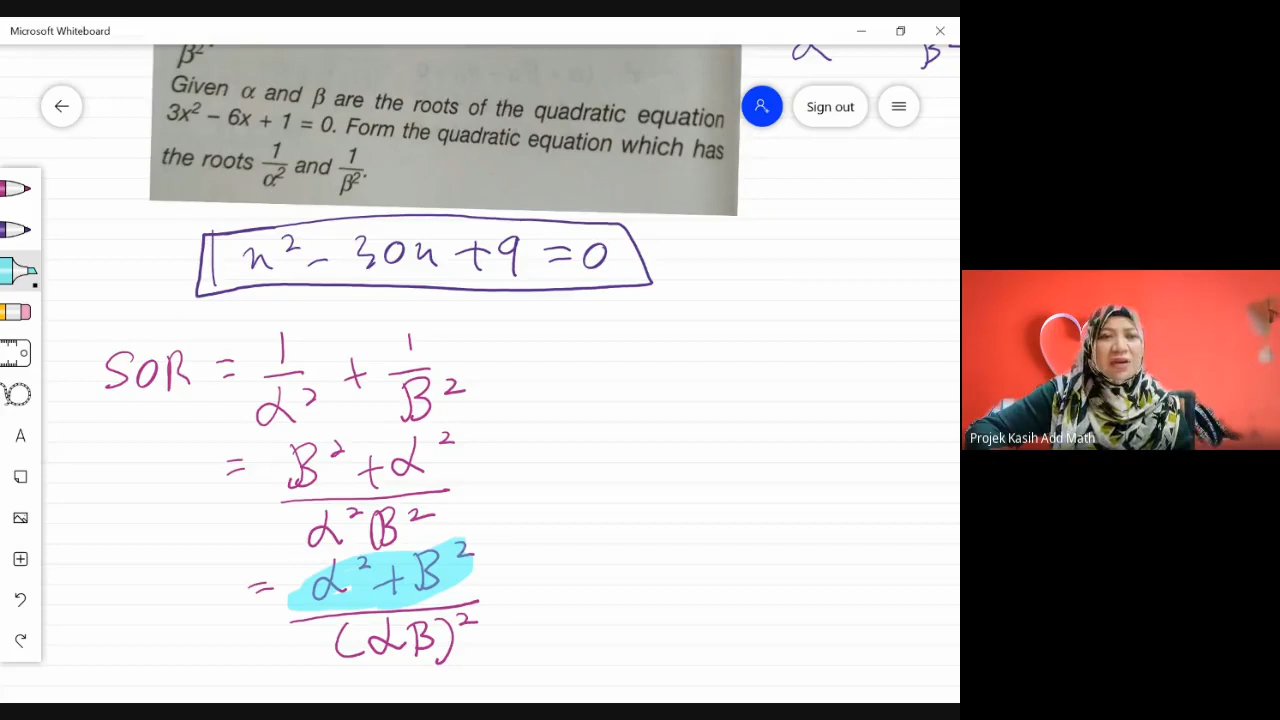 Microsoft Whiteboard
β².
α β²
Given α and β are the roots of the quadratic equation
3x² − 6x + 1 = 0. Form the quadratic equation which has
the roots 1/α² and 1/β².
Sign out
x² − 30x + 9 = 0
SOR = 1/α² + 1/β²
= β² + α² / α²β²
= α² + β² / (αβ)²
A
Projek Kasih Add Math